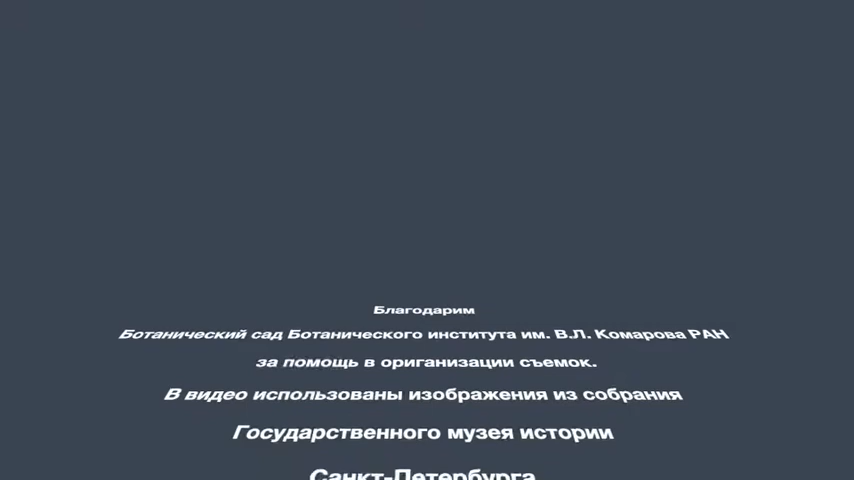 Благодарим
Ботанический сад Ботанического института им. В.Л. Комарова РАН
за помощь в ориганизации съемок.
В видео использованы изображения из собрания
Государственного музея истории
Санкт-Петербурга